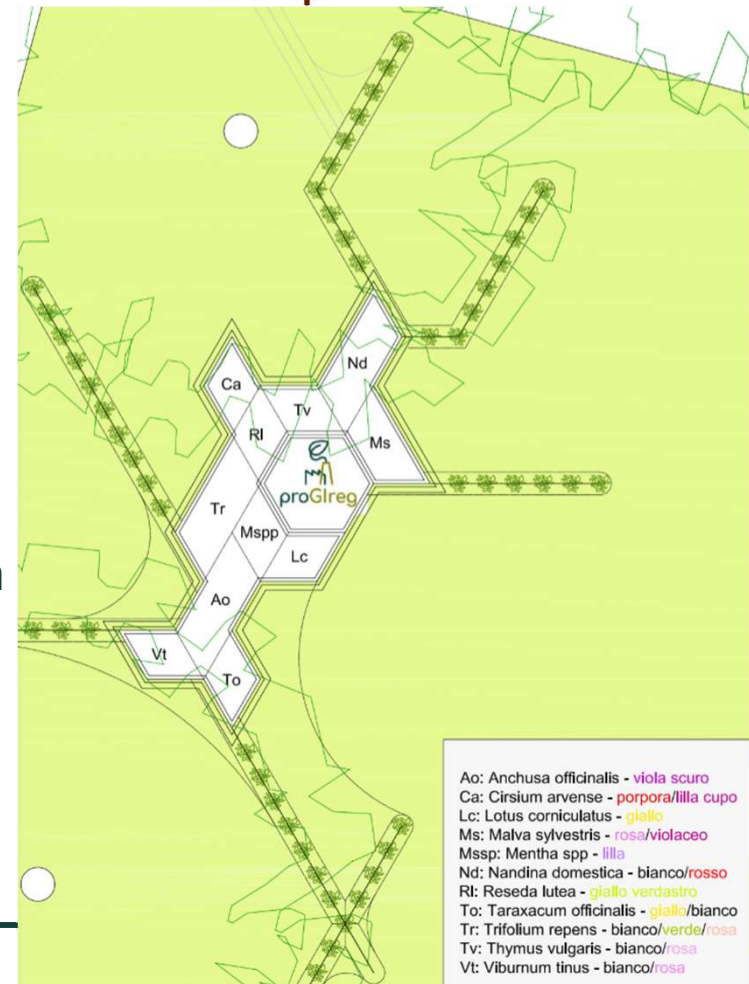 Nd
Ca
Tv
Rl
Ms
proGIreg
Tr
Mspp
Lc
Ao
Vt
To
Ao: Anchusa officinalis - viola scuro
Ca: Cirsium arvense - porpora/lilla cupo
Lc: Lotus corniculatus - giallo
Ms: Malva sylvestris - rosa/violaceo
Mssp: Mentha spp - lilla
Nd: Nandina domestica - bianco/rosso
Rl: Reseda lutea - giallo verdastro
To: Taraxacum officinalis - giallo/bianco
Tr: Trifolium repens - bianco/verde/rosa
Tv: Thymus vulgaris - bianco/rosa
Vt: Viburnum tinus - bianco/rosa